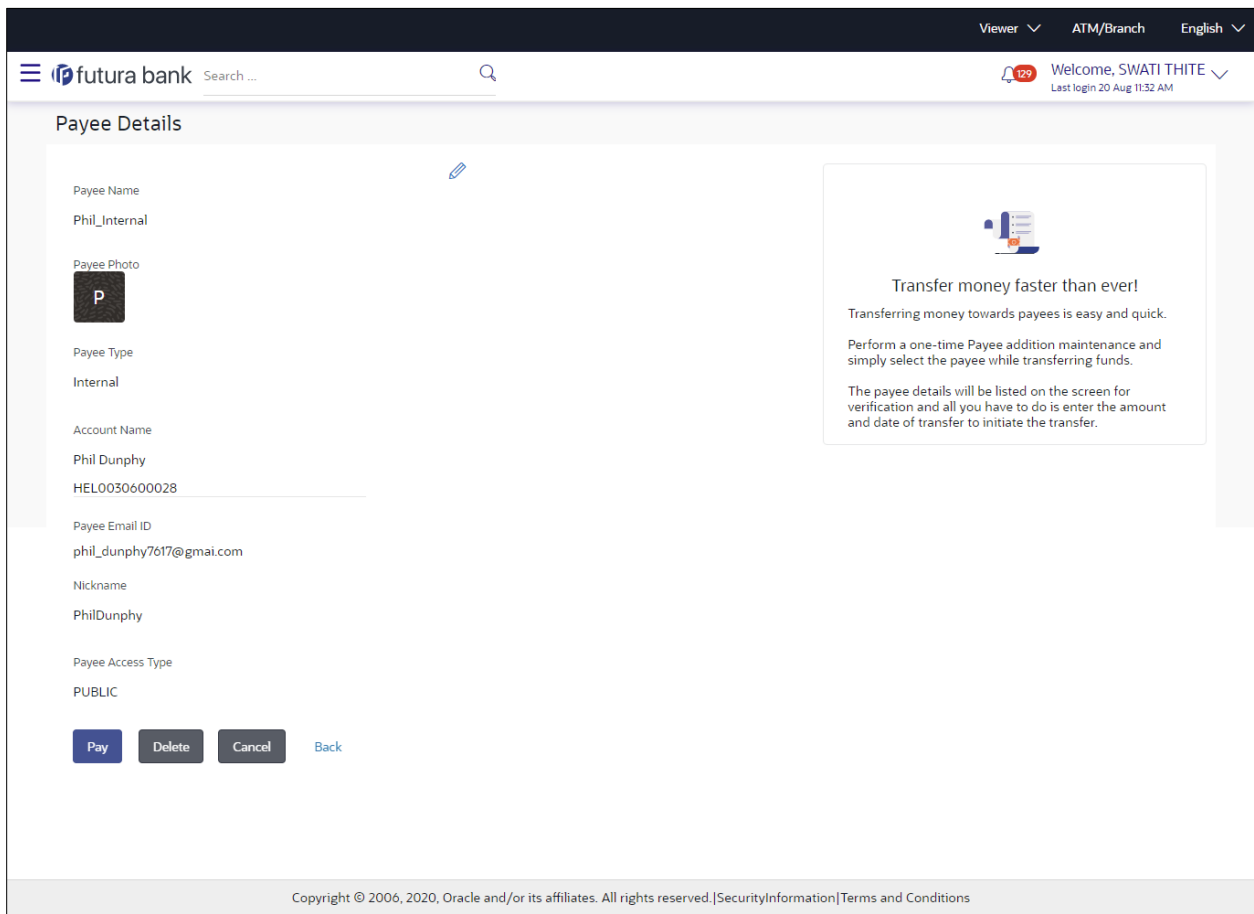 Viewer ATM/Branch English
futura bank Search ... 129 Welcome, SWATI THITE
Last login 20 Aug 11:32 AM
Payee Details
Payee Name
Phil_Internal
Payee Photo
P
Payee Type
Internal
Account Name
Phil Dunphy
HEL0030600028
Payee Email ID
phil_dunphy7617@gmai.com
Nickname
PhilDunphy
Payee Access Type
PUBLIC
Pay Delete Cancel Back
Transfer money faster than ever!
Transferring money towards payees is easy and quick.
Perform a one-time Payee addition maintenance and
simply select the payee while transferring funds.
The payee details will be listed on the screen for
verification and all you have to do is enter the amount
and date of transfer to initiate the transfer.
Copyright © 2006, 2020, Oracle and/or its affiliates. All rights reserved.|SecurityInformation|Terms and Conditions